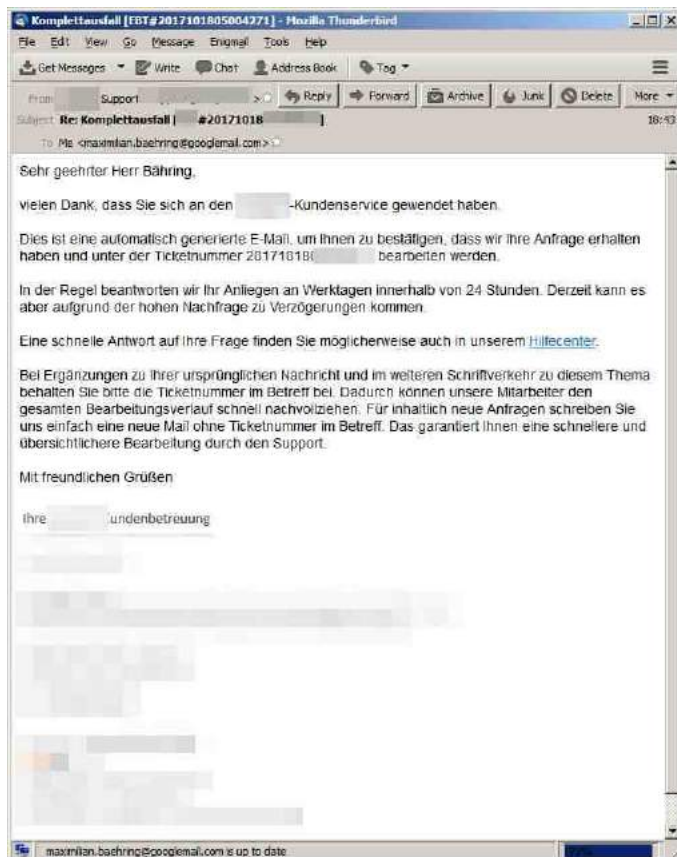 Komplettausfall [EBT#2017101805004271] - Mozilla Thunderbird
File Edit View Go Message Enigmail Tools Help
Get Messages Write Chat Address Book Tag
From Support > Reply Forward Archive Junk Delete More
Subject Re: Komplettausfall [ #20171018 ] 18:43
To Me <maximilian.baehring@googlemail.com>
Sehr geehrter Herr Bähring,
vielen Dank, dass Sie sich an den -Kundenservice gewendet haben.
Dies ist eine automatisch generierte E-Mail, um Ihnen zu bestätigen, dass wir Ihre Anfrage erhalten
haben und unter der Ticketnummer 201710180 bearbeiten werden.
In der Regel beantworten wir Ihr Anliegen an Werktagen innerhalb von 24 Stunden. Derzeit kann es
aber aufgrund der hohen Nachfrage zu Verzögerungen kommen.
Eine schnelle Antwort auf Ihre Frage finden Sie möglicherweise auch in unserem Hilfecenter.
Bei Ergänzungen zu Ihrer ursprünglichen Nachricht und im weiteren Schriftverkehr zu diesem Thema
behalten Sie bitte die Ticketnummer im Betreff bei. Dadurch können unsere Mitarbeiter den
gesamten Bearbeitungsverlauf schnell nachvollziehen. Für inhaltlich neue Anfragen schreiben Sie
uns einfach eine neue Mail ohne Ticketnummer im Betreff. Das garantiert Ihnen eine schnellere und
übersichtlichere Bearbeitung durch den Support.
Mit freundlichen Grüßen
Ihre undenbetreuung
maximilian.baehring@googlemail.com is up to date